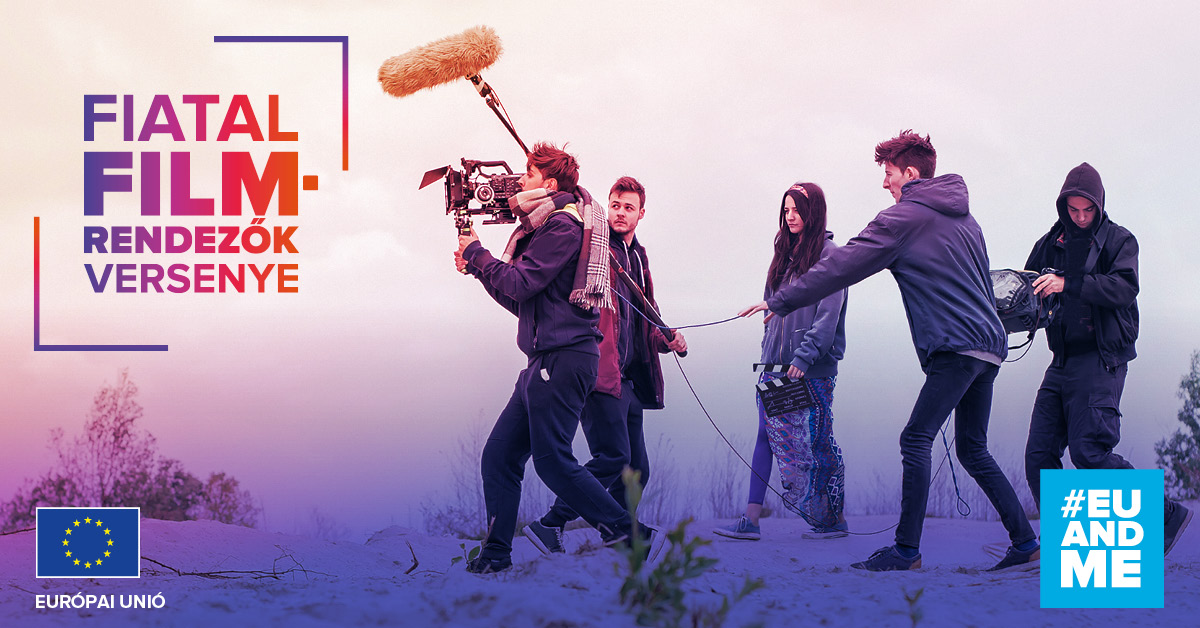 FIATAL
FILM-
RENDEZŐK
VERSENYE
EURÓPAI UNIÓ
#EU
AND
ME